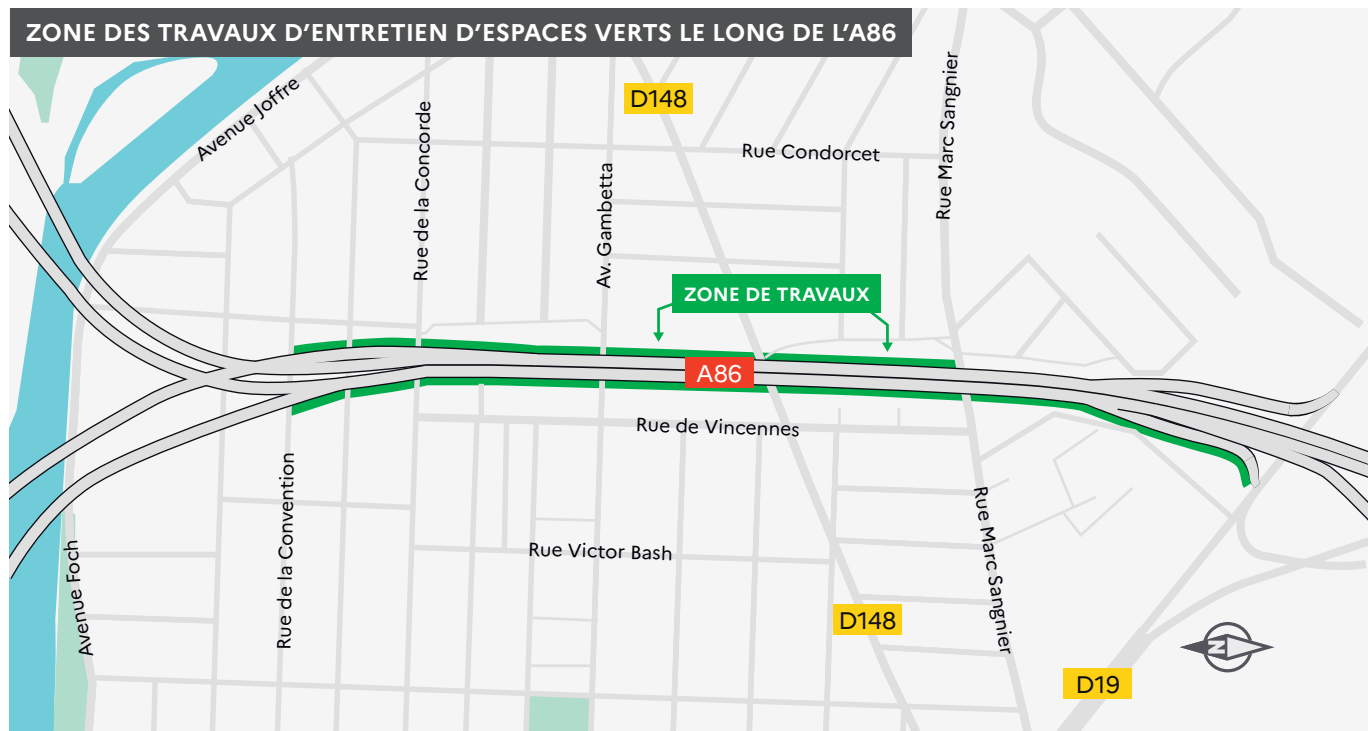 ZONE DES TRAVAUX D'ENTRETIEN D'ESPACES VERTS LE LONG DE L'A86
Avenue Joffre
Rue de la Concorde
Av. Gambetta
D148
Rue Condorcet
Rue Marc Sangnier
ZONE DE TRAVAUX
A86
Rue de Vincennes
Rue de la Convention
Avenue Foch
Rue Victor Bash
Rue Marc Sangnier
D148
N
D19